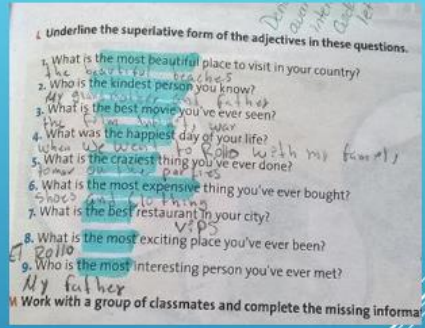 Underline the superlative form of the adjectives in these questions.
1. What is the most beautiful place to visit in your country?
the beautiful beaches
2. Who is the kindest person you know?
My father
3. What is the best movie you've ever seen?
the film war
4. What was the happiest day of your life?
when we went to Rollo with my family
5. What is the craziest thing you've ever done?
parties
6. What is the most expensive thing you've ever bought?
shoes and clothing
7. What is the best restaurant in your city?
VIPS
8. What is the most exciting place you've ever been?
El Rollo
9. Who is the most interesting person you've ever met?
My father
Work with a group of classmates and complete the missing informa